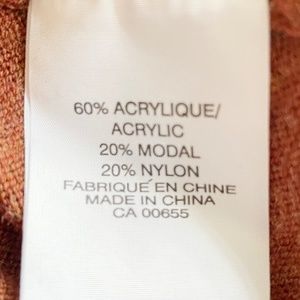 60% ACRYLIQUE/
ACRYLIC
20% MODAL
20% NYLON
FABRIQUÉ EN CHINE
MADE IN CHINA
CA 00655